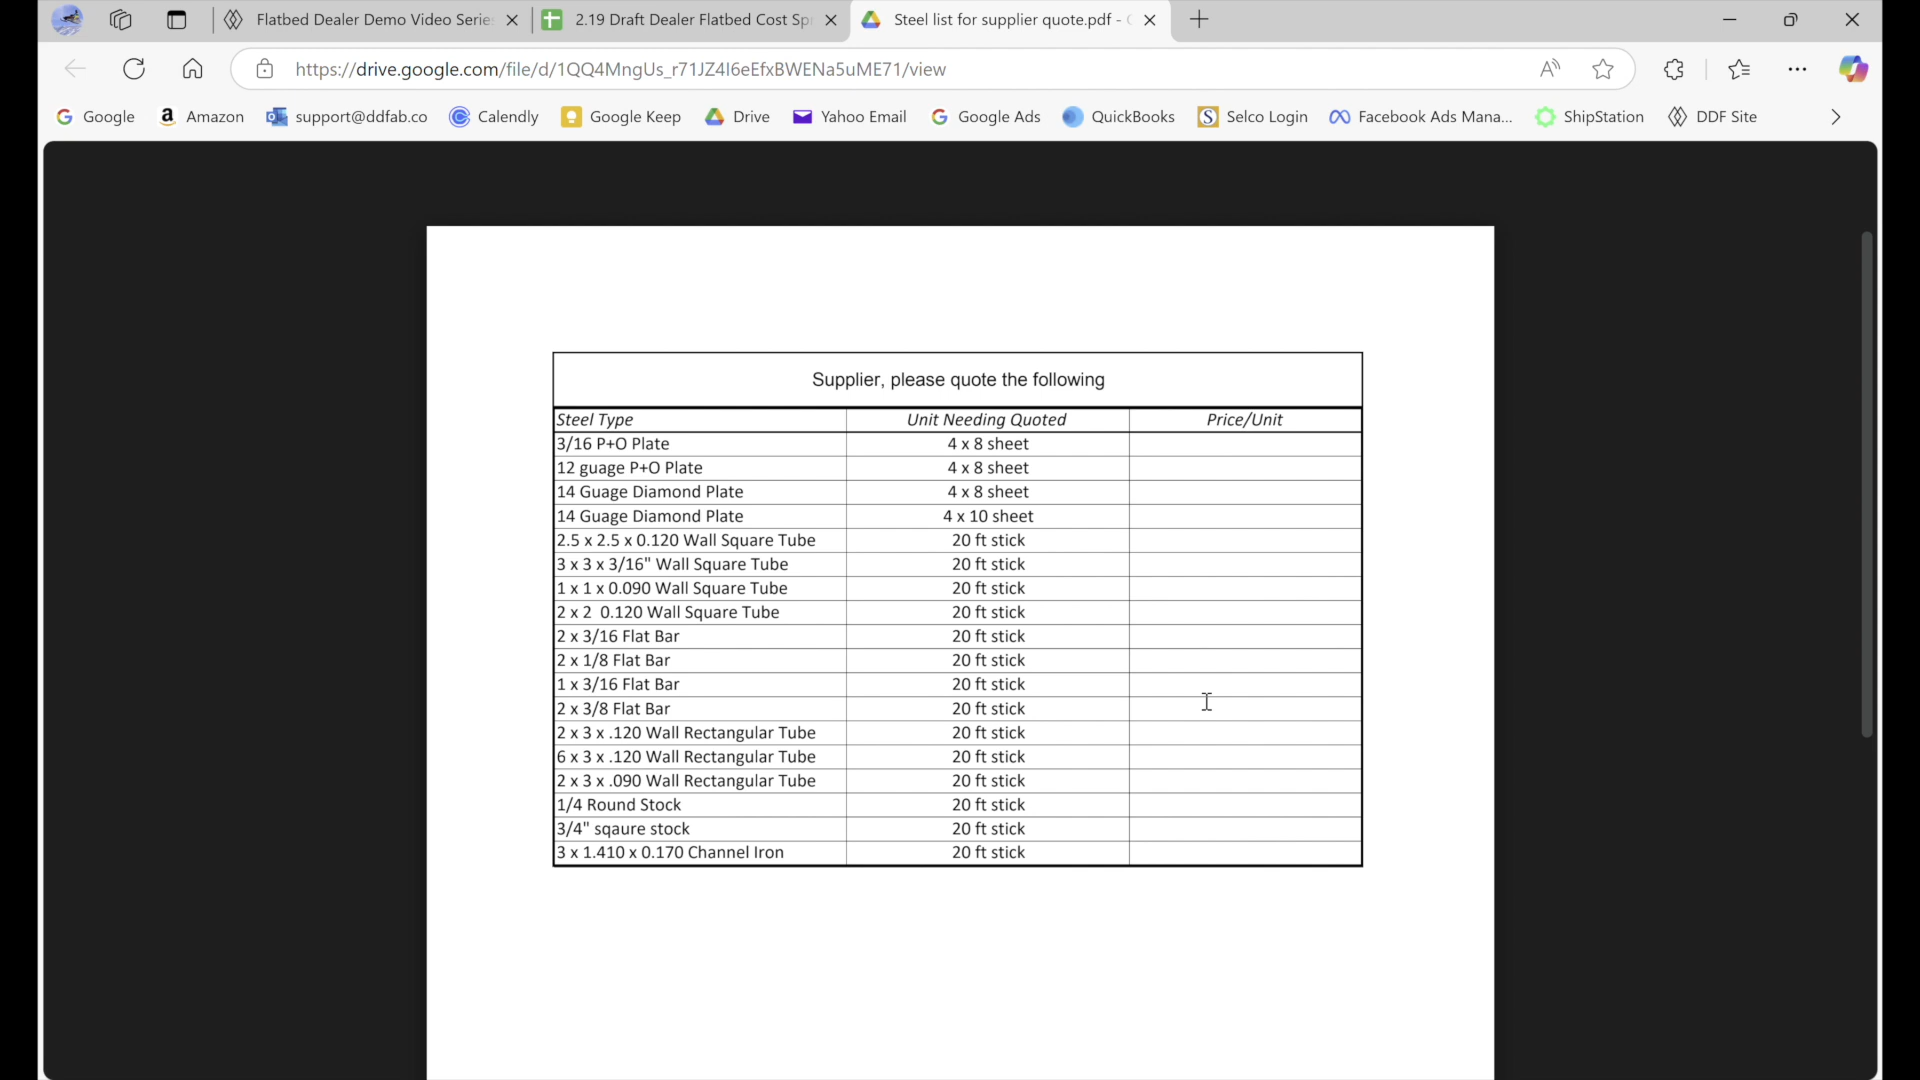 Flatbed Dealer Demo Video Serie
2.19 Draft Dealer Flatbed Cost Sp
Steel list for supplier quote.pdf -
https://drive.google.com/file/d/1QQ4MngUs_r71JZ4I6eEfxBWENa5uME71/view
Google
Amazon
support@ddfab.co
Calendly
Google Keep
Drive
Yahoo Email
Google Ads
QuickBooks
Selco Login
Facebook Ads Mana...
ShipStation
DDF Site
Supplier, please quote the following
Steel Type Unit Needing Quoted Price/Unit
3/16 P+O Plate 4 x 8 sheet
12 guage P+O Plate 4 x 8 sheet
14 Guage Diamond Plate 4 x 8 sheet
14 Guage Diamond Plate 4 x 10 sheet
2.5 x 2.5 x 0.120 Wall Square Tube 20 ft stick
3 x 3 x 3/16" Wall Square Tube 20 ft stick
1 x 1 x 0.090 Wall Square Tube 20 ft stick
2 x 2 0.120 Wall Square Tube 20 ft stick
2 x 3/16 Flat Bar 20 ft stick
2 x 1/8 Flat Bar 20 ft stick
1 x 3/16 Flat Bar 20 ft stick
2 x 3/8 Flat Bar 20 ft stick
2 x 3 x .120 Wall Rectangular Tube 20 ft stick
6 x 3 x .120 Wall Rectangular Tube 20 ft stick
2 x 3 x .090 Wall Rectangular Tube 20 ft stick
1/4 Round Stock 20 ft stick
3/4" sqaure stock 20 ft stick
3 x 1.410 x 0.170 Channel Iron 20 ft stick